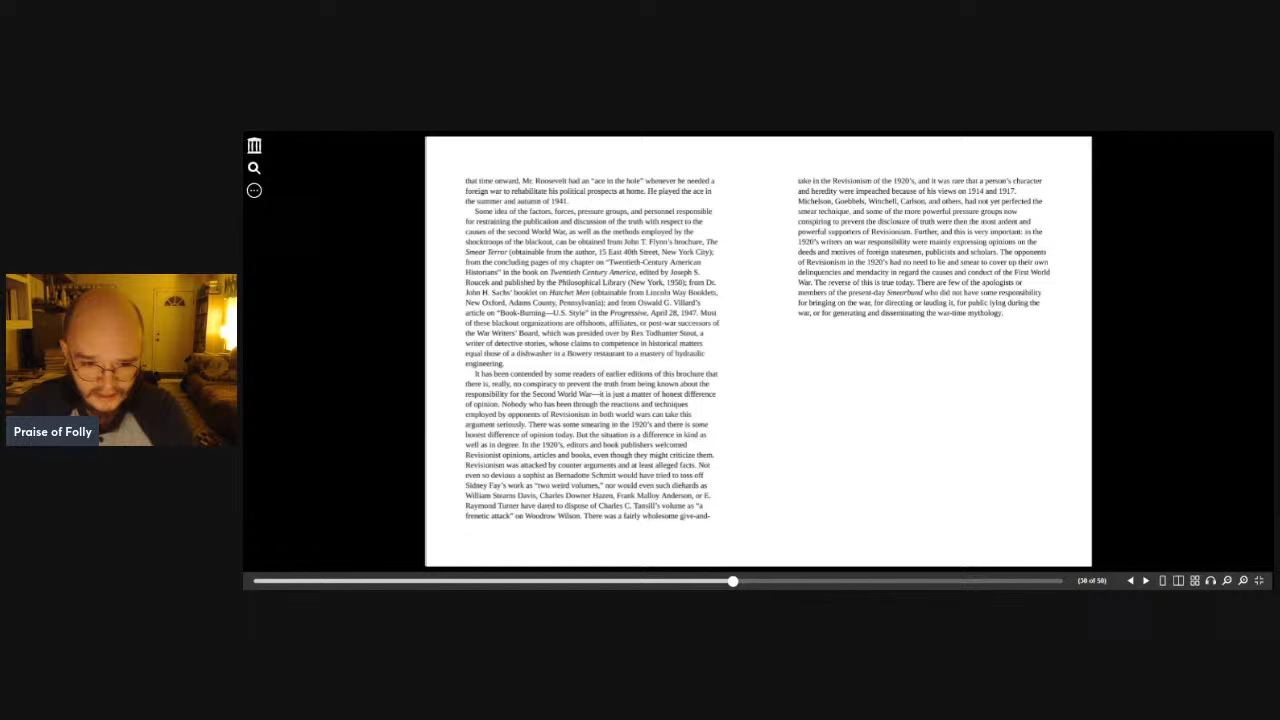 that time onward, Mr. Roosevelt had an “ace in the hole” whenever he needed a
foreign war to rehabilitate his political prospects at home. He played the ace in
the summer and autumn of 1941.
Some idea of the factors, forces, pressure groups, and personnel responsible
for restraining the publication and discussion of the truth with respect to the
causes of the second World War, as well as the methods employed by the
shocktroops of the blackout, can be obtained from John T. Flynn’s brochure, The
Smear Terror (obtainable from the author, 15 East 40th Street, New York City);
from the concluding pages of my chapter on “Twentieth-Century American
Historians” in the book on Twentieth Century America, edited by Joseph S.
Roucek and published by the Philosophical Library (New York, 1950); from Dr.
John H. Sachs’ booklet on Hatchet Men (obtainable from Lincoln Way Booklets,
New Oxford, Adams County, Pennsylvania); and from Oswald G. Villard’s
article on “Book-Burning—U.S. Style” in the Progressive, April 28, 1947. Most
of these blackout organizations are offshoots, affiliates, or post-war successors of
the War Writers’ Board, which was presided over by Rex Todhunter Stout, a
writer of detective stories, whose claims to competence in historical matters
equal those of a dishwasher in a Bowery restaurant to a mastery of hydraulic
engineering.
It has been contended by some readers of earlier editions of this brochure that
there is, really, no conspiracy to prevent the truth from being known about the
responsibility for the Second World War—it is just a matter of honest difference
of opinion. Nobody who has been through the reactions and techniques
employed by opponents of Revisionism in both world wars can take this
argument seriously. There was some smearing in the 1920’s and there is some
honest difference of opinion today. But the situation is a difference in kind as
well as in degree. In the 1920’s, editors and book publishers welcomed
Revisionist opinions, articles and books, even though they might criticize them.
Revisionism was attacked by counter arguments and at least alleged facts. Not
even so devious a sophist as Bernadotte Schmitt would have tried to toss off
Sidney Fay’s work as “two weird volumes,” nor would even such diehards as
William Stearns Davis, Charles Downer Hazen, Frank Malloy Anderson, or E.
Raymond Turner have dared to dispose of Charles C. Tansill’s volume as “a
frenetic attack” on Woodrow Wilson. There was a fairly wholesome give-and-
take in the Revisionism of the 1920’s, and it was rare that a person’s character
and heredity were impeached because of his views on 1914 and 1917.
Michelson, Goebbels, Winchell, Carlson, and others, had not yet perfected the
smear technique, and some of the more powerful pressure groups now
conspiring to prevent the disclosure of truth were then the most ardent and
powerful supporters of Revisionism. Further, and this is very important: in the
1920’s writers on war responsibility were mainly expressing opinions on the
deeds and motives of foreign statesmen, publicists and scholars. The opponents
of Revisionism in the 1920’s had no need to lie and smear to cover up their own
delinquencies and mendacity in regard the causes and conduct of the First World
War. The reverse of this is true today. There are few of the apologists or
members of the present-day Smearbund who did not have some responsibility
for bringing on the war, for directing or lauding it, for public lying during the
war, or for generating and disseminating the war-time mythology.
Praise of Folly
(30 of 50)